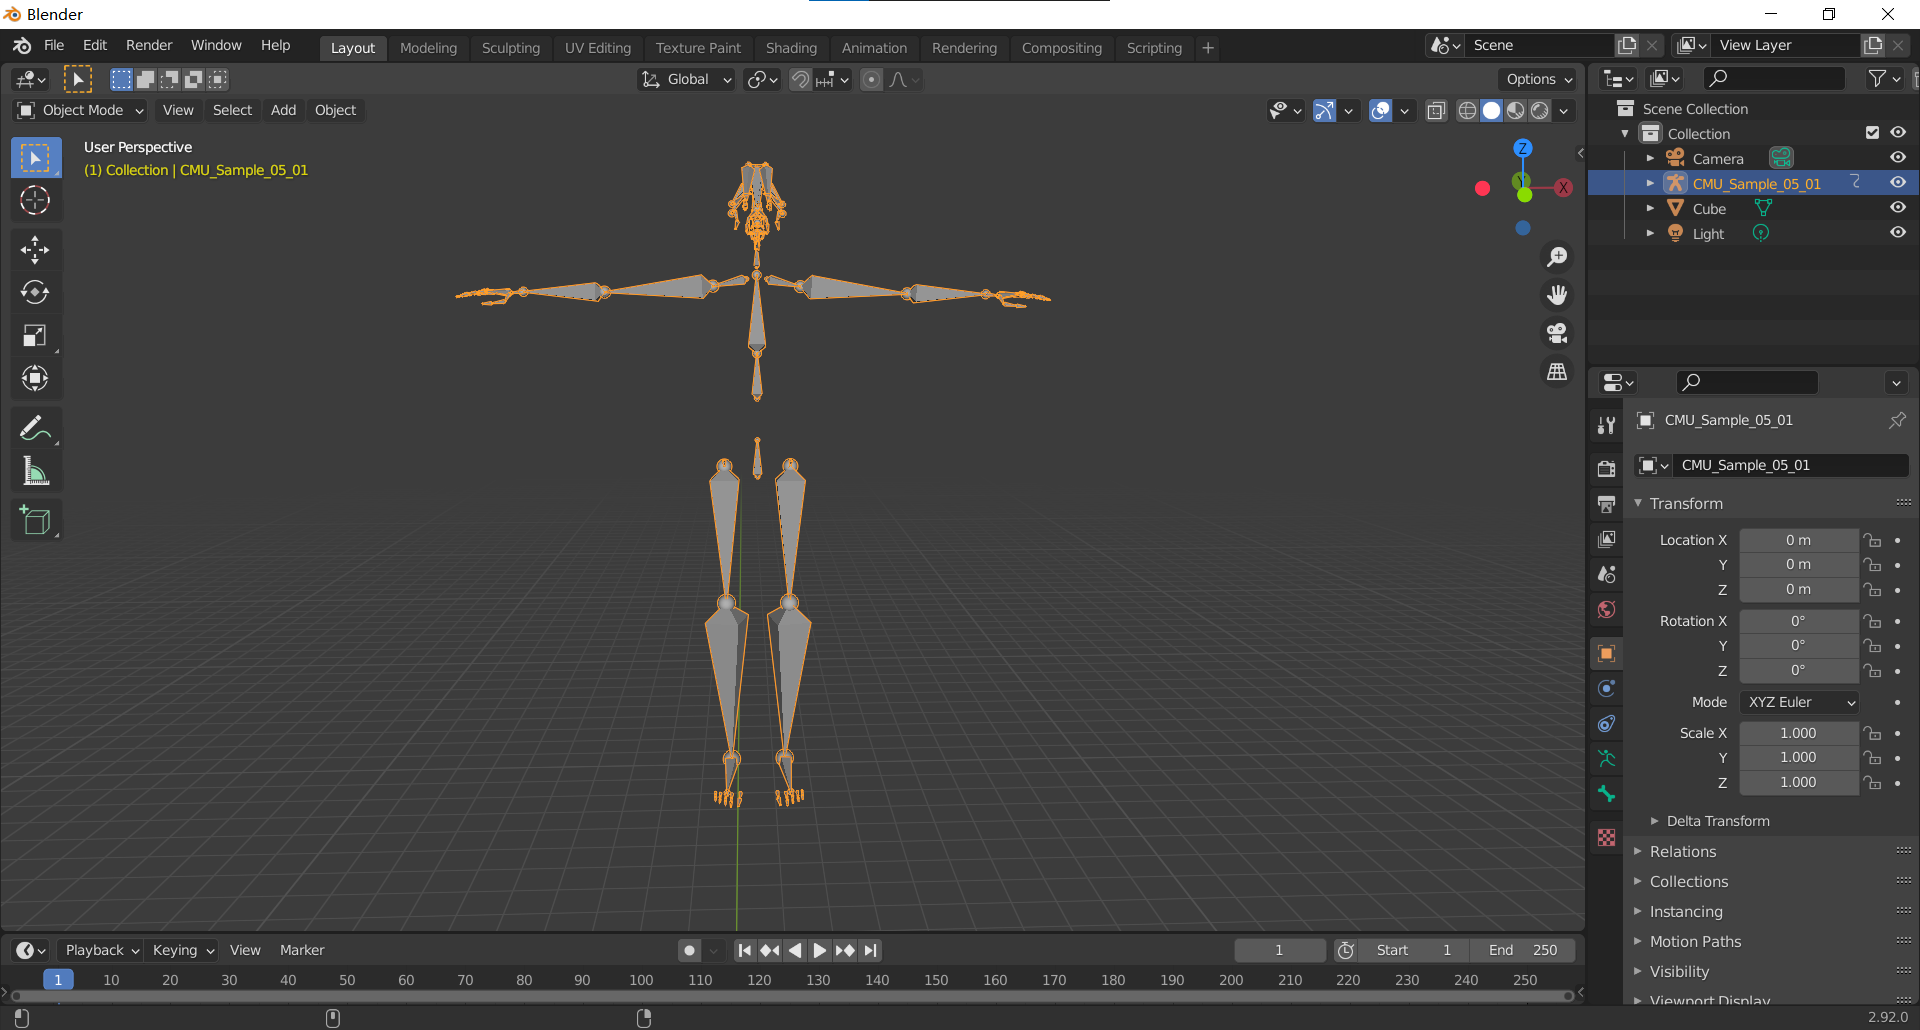 Blender
File Edit Render Window Help Layout Modeling Sculpting UV Editing Texture Paint Shading Animation Rendering Compositing Scripting + Scene View Layer
Global Options
Object Mode View Select Add Object
User Perspective
(1) Collection | CMU_Sample_05_01
Z
X
Y
Scene Collection
Collection
Camera
CMU_Sample_05_01
Cube
Light
CMU_Sample_05_01
CMU_Sample_05_01
Transform
Location X 0 m
Y 0 m
Z 0 m
Rotation X 0°
Y 0°
Z 0°
Mode XYZ Euler
Scale X 1.000
Y 1.000
Z 1.000
Delta Transform
Relations
Collections
Instancing
Motion Paths
Visibility
Viewport Display
Playback Keying View Marker 1 Start 1 End 250
1 10 20 30 40 50 60 70 80 90 100 110 120 130 140 150 160 170 180 190 200 210 220 230 240 250
2.92.0